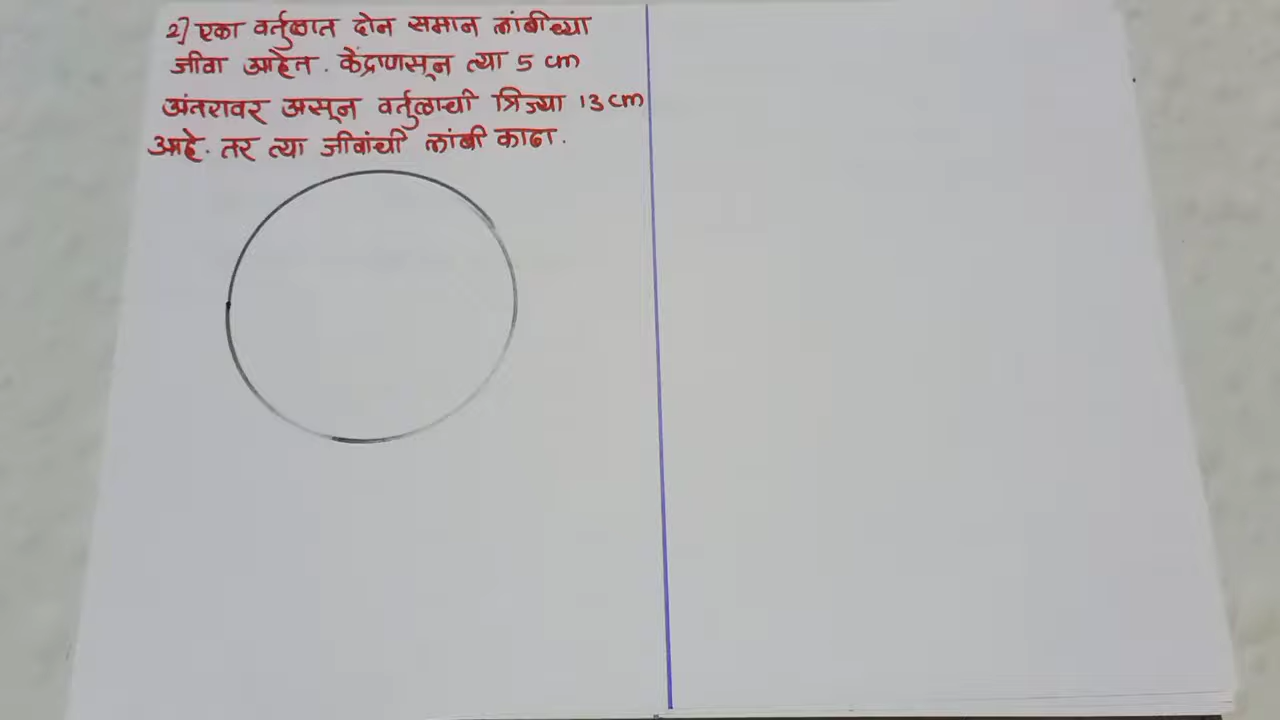 2) एका वर्तुळात दोन समान लांबीच्या
जीवा आहेत. केंद्रापासून त्या 5 cm
अंतरावर असून वर्तुळाची त्रिज्या 13 cm
आहे. तर त्या जीवांची लांबी काढा.